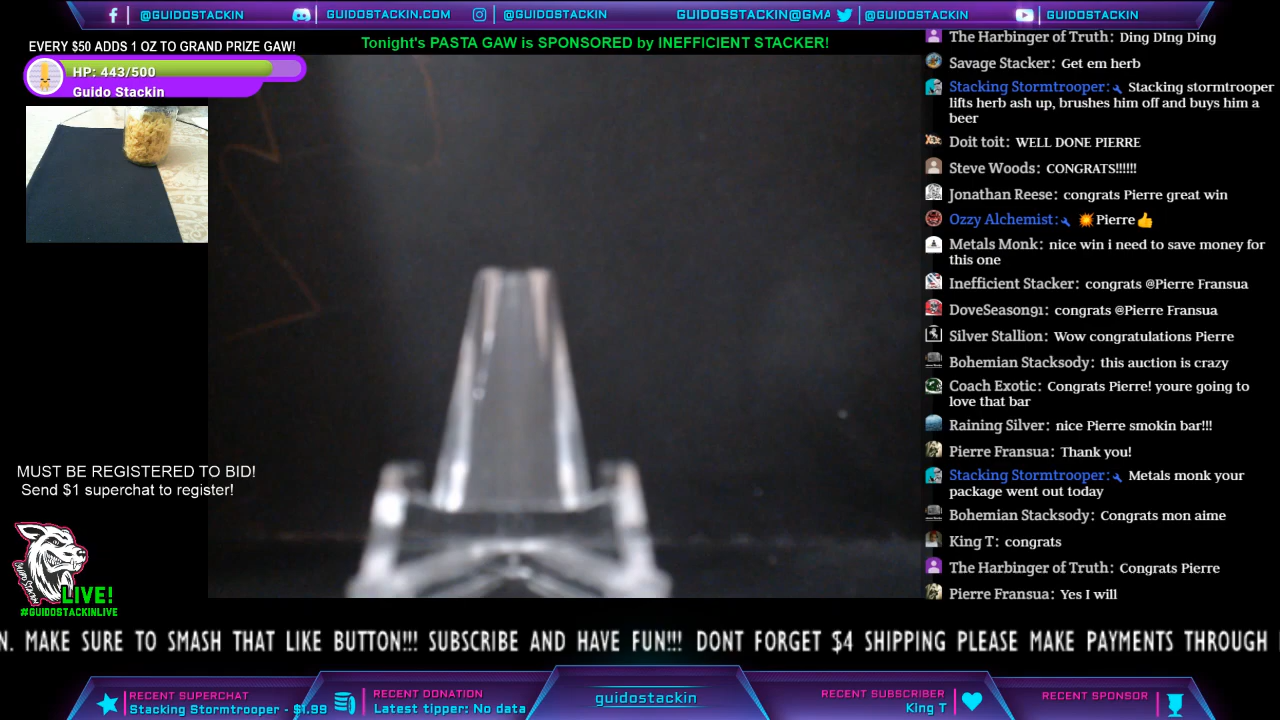 @GUIDOSTACKIN
GUIDOSTACKIN.COM
@GUIDOSTACKIN
GUIDOSSTACKIN@GMA
@GUIDOSTACKIN
GUIDOSTACKIN
EVERY $50 ADDS 1 OZ TO GRAND PRIZE GAW!
Tonight's PASTA GAW is SPONSORED by INEFFICIENT STACKER!
HP: 443/500
Guido Stackin
The Harbinger of Truth: Ding DIng Ding
Savage Stacker: Get em herb
Stacking Stormtrooper: Stacking stormtrooper
lifts herb ash up, brushes him off and buys him a
beer
Doit toit: WELL DONE PIERRE
Steve Woods: CONGRATS!!!!!!
Jonathan Reese: congrats Pierre great win
Ozzy Alchemist: 💥Pierre👍
Metals Monk: nice win i need to save money for
this one
Inefficient Stacker: congrats @Pierre Fransua
DoveSeason91: congrats @Pierre Fransua
Silver Stallion: Wow congratulations Pierre
Bohemian Stacksody: this auction is crazy
Coach Exotic: Congrats Pierre! youre going to
love that bar
Raining Silver: nice Pierre smokin bar!!!
Pierre Fransua: Thank you!
Stacking Stormtrooper: Metals monk your
package went out today
Bohemian Stacksody: Congrats mon aime
King T: congrats
The Harbinger of Truth: Congrats Pierre
Pierre Fransua: Yes I will
MUST BE REGISTERED TO BID!
Send $1 superchat to register!
GUIDO STACKIN
LIVE!
#GUIDOSTACKINLIVE
N. MAKE SURE TO SMASH THAT LIKE BUTTON!!! SUBSCRIBE AND HAVE FUN!!! DONT FORGET $4 SHIPPING PLEASE MAKE PAYMENTS THROUGH
RECENT SUPERCHAT
Stacking Stormtrooper - $1.99
RECENT DONATION
Latest tipper: No data
guidostackin
RECENT SUBSCRIBER
King T
RECENT SPONSOR